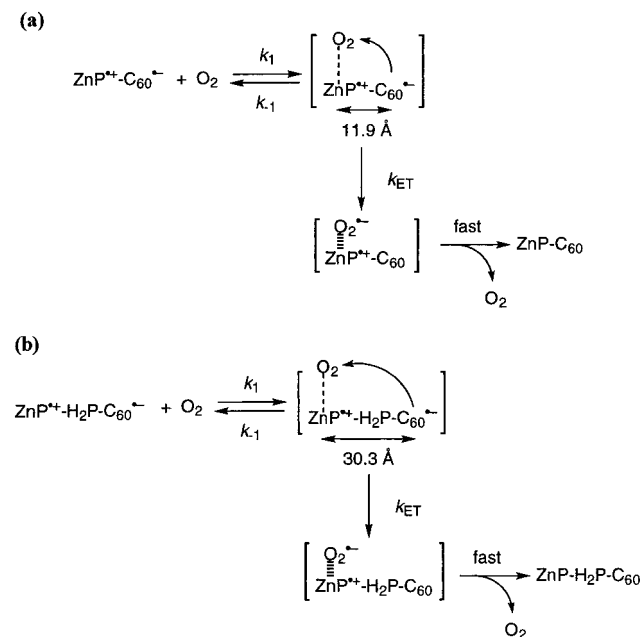 (a)
ZnP•+-C60•− + O2
k1
k-1
O2
ZnP•+-C60•−
11.9 Å
kET
O2•−
ZnP•+-C60
fast
ZnP-C60
O2
(b)
ZnP•+-H2P-C60•− + O2
k1
k-1
O2
ZnP•+-H2P-C60•−
30.3 Å
kET
O2•−
ZnP•+-H2P-C60
fast
ZnP-H2P-C60
O2